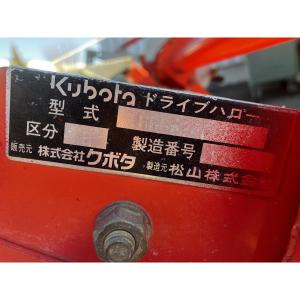 Kubota ドライブハロー
型式
区分 製造番号
販売元 株式会社クボタ 製造元 松山株式会